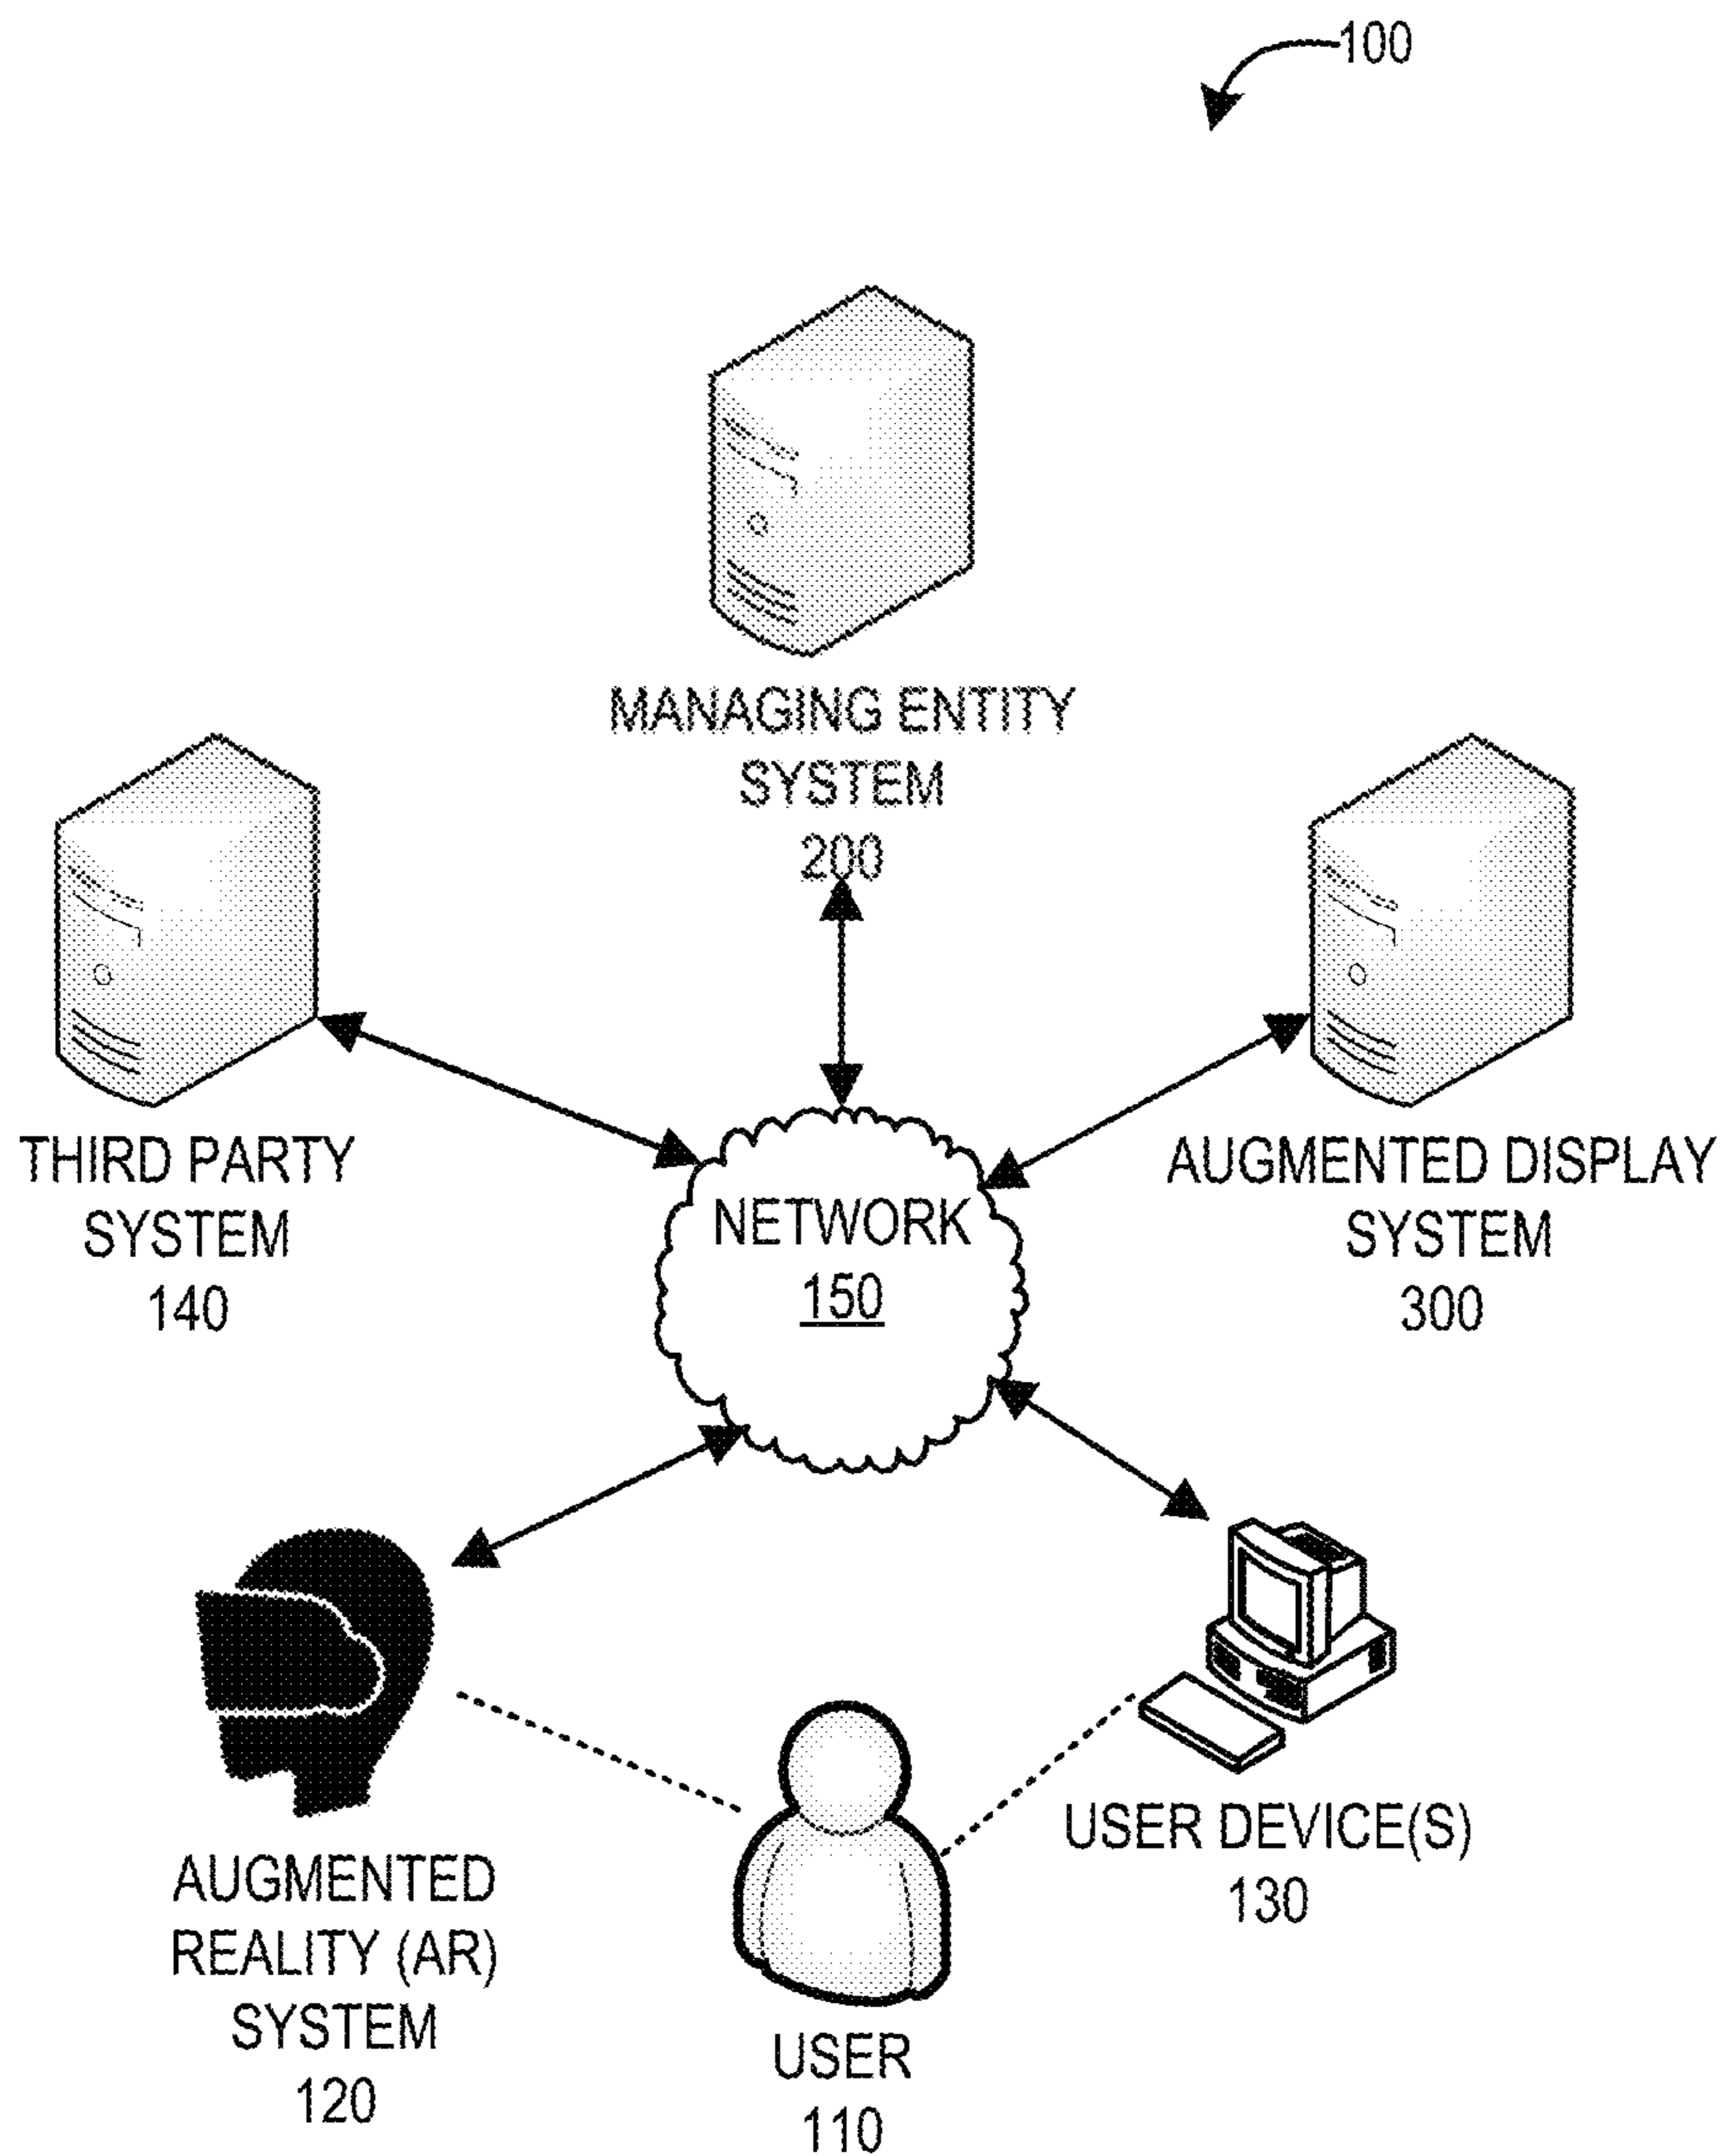 100
MANAGING ENTITY
SYSTEM
200
THIRD PARTY
SYSTEM
140
AUGMENTED DISPLAY
SYSTEM
300
NETWORK
150
AUGMENTED
REALITY (AR)
SYSTEM
120
USER
110
USER DEVICE(S)
130